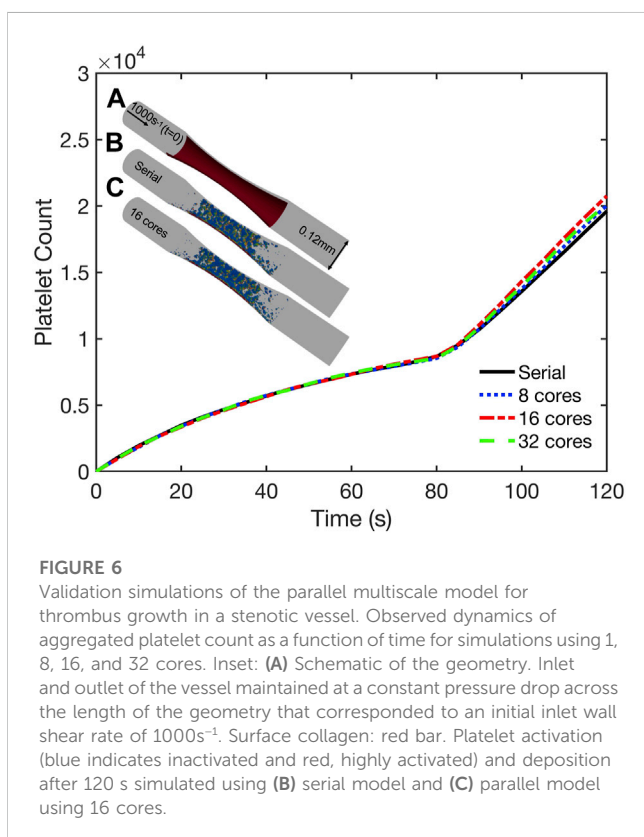 ×10⁴
3
2.5
2
1.5
1
0.5
0
Platelet Count
A
1000s⁻¹(t=0)
B
Serial
C
16 cores
0.12mm
Serial
8 cores
16 cores
32 cores
0 20 40 60 80 100 120
Time (s)
FIGURE 6
Validation simulations of the parallel multiscale model for
thrombus growth in a stenotic vessel. Observed dynamics of
aggregated platelet count as a function of time for simulations using 1,
8, 16, and 32 cores. Inset: (A) Schematic of the geometry. Inlet
and outlet of the vessel maintained at a constant pressure drop across
the length of the geometry that corresponded to an initial inlet wall
shear rate of 1000s⁻¹. Surface collagen: red bar. Platelet activation
(blue indicates inactivated and red, highly activated) and deposition
after 120 s simulated using (B) serial model and (C) parallel model
using 16 cores.